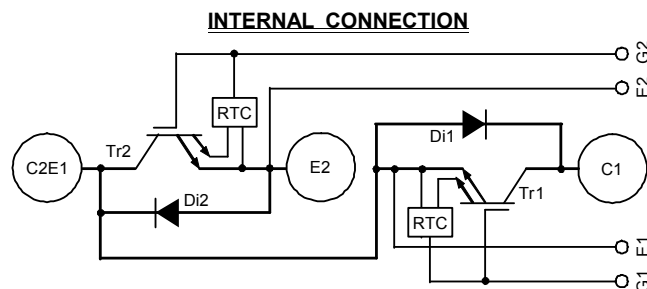 INTERNAL CONNECTION
G2
E2
RTC
Tr2
Di1
C2E1
E2
C1
Di2
Tr1
RTC
E1
G1